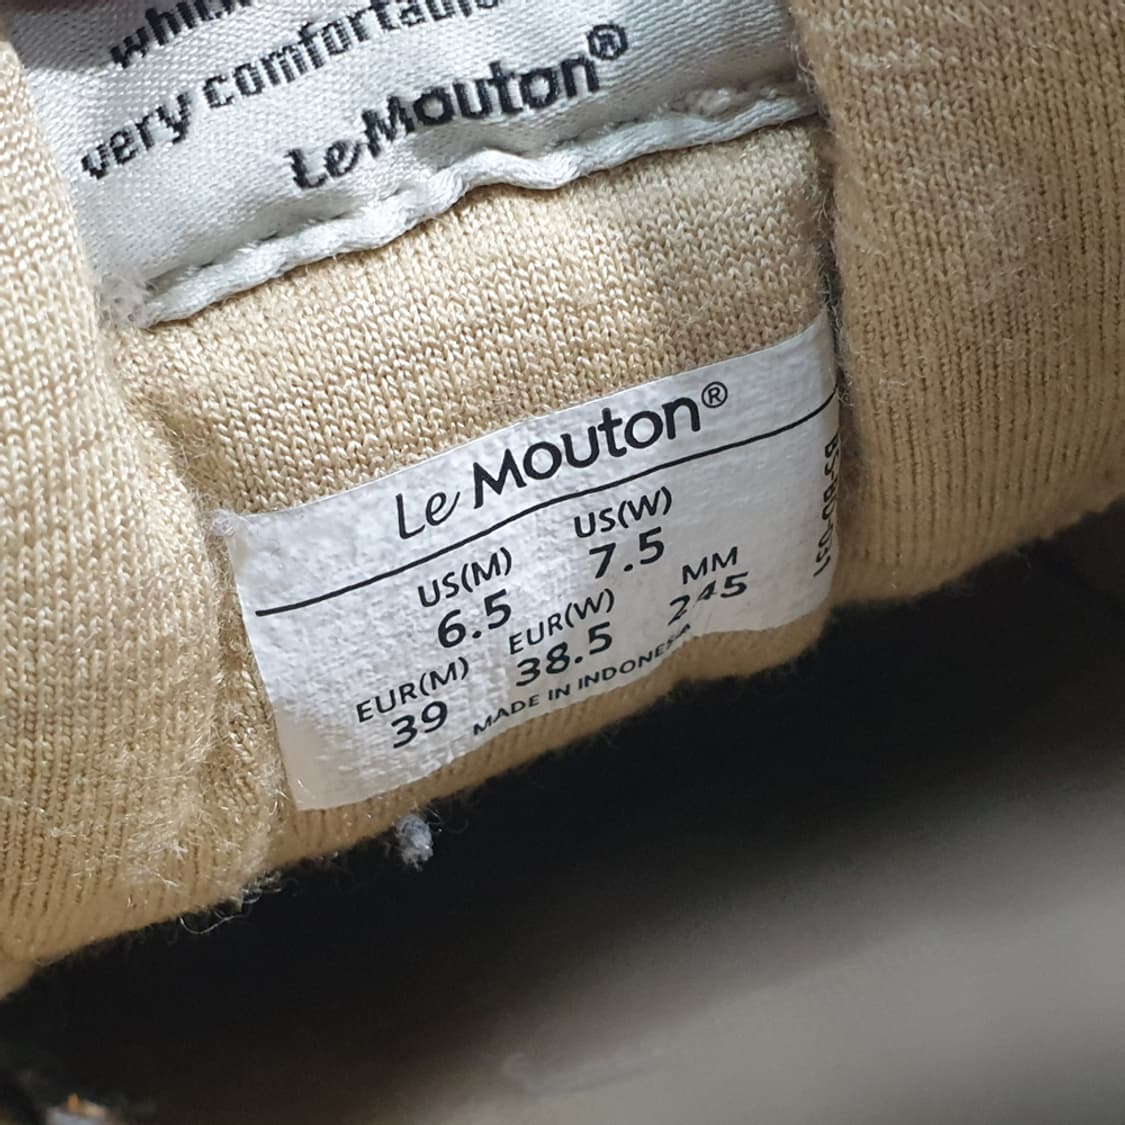 very comfortable
Le Mouton®
Le Mouton®
US(M) US(W)
6.5 7.5
EUR(M) EUR(W) MM
39 38.5 245
MADE IN INDONESIA